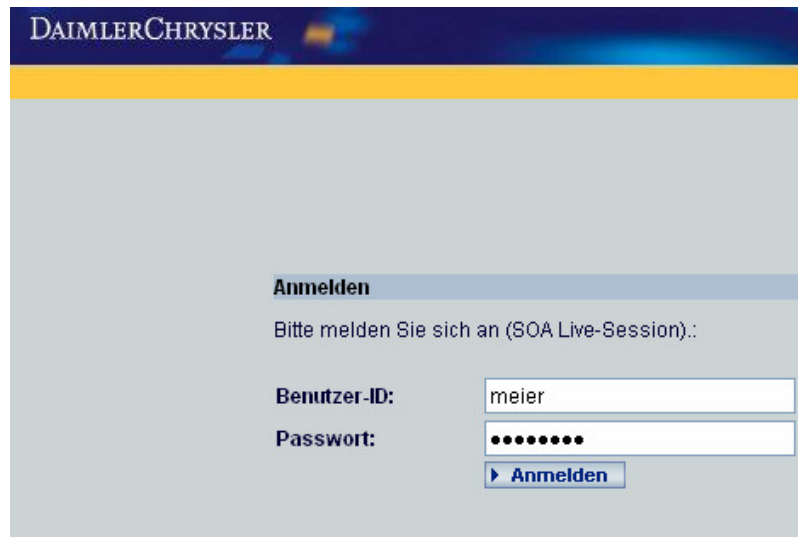 DAIMLERCHRYSLER
Anmelden
Bitte melden Sie sich an (SOA Live-Session).:
Benutzer-ID: meier
Passwort: ••••••••
Anmelden